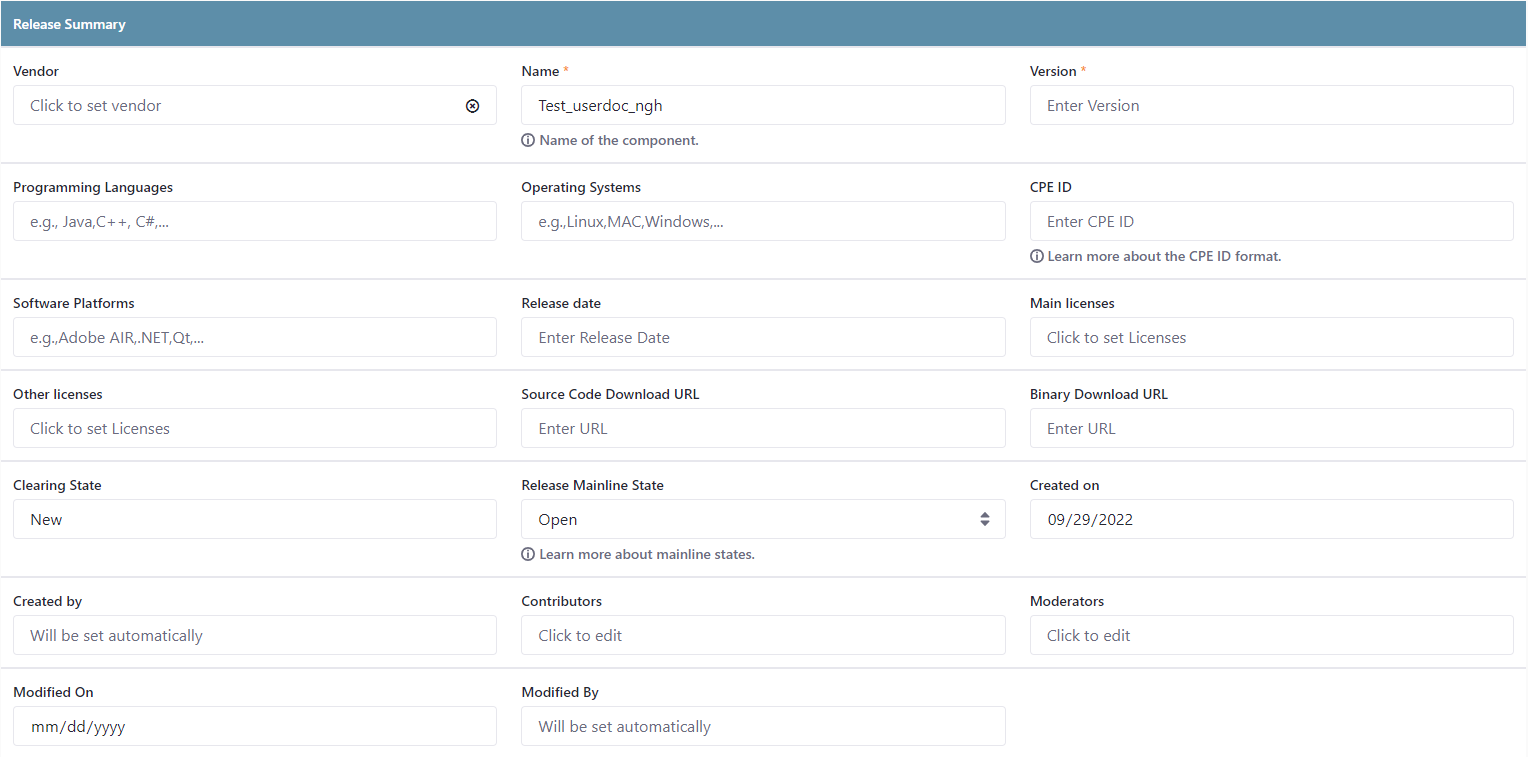 Release Summary
Vendor
Name *
Version *
Click to set vendor
Test_userdoc_ngh
Enter Version
Name of the component.
Programming Languages
Operating Systems
CPE ID
e.g., Java,C++, C#,...
e.g.,Linux,MAC,Windows,...
Enter CPE ID
Learn more about the CPE ID format.
Software Platforms
Release date
Main licenses
e.g.,Adobe AIR,.NET,Qt,...
Enter Release Date
Click to set Licenses
Other licenses
Source Code Download URL
Binary Download URL
Click to set Licenses
Enter URL
Enter URL
Clearing State
Release Mainline State
Created on
New
Open
09/29/2022
Learn more about mainline states.
Created by
Contributors
Moderators
Will be set automatically
Click to edit
Click to edit
Modified On
Modified By
mm/dd/yyyy
Will be set automatically